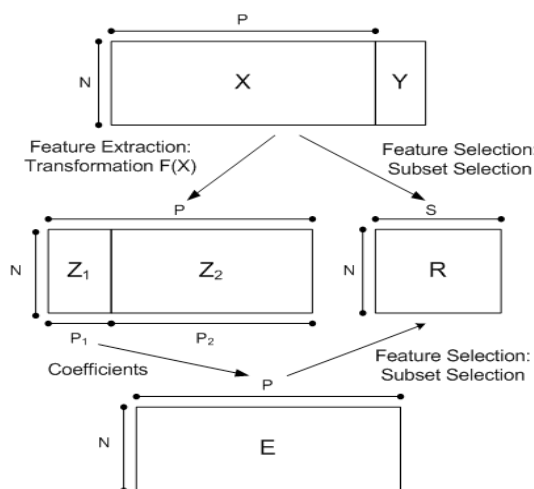 P
N
X
Y
Feature Extraction:
Transformation F(X)
Feature Selection:
Subset Selection
P
S
N
Z₁
Z₂
N
R
P₁
P₂
Coefficients
Feature Selection:
Subset Selection
P
N
E